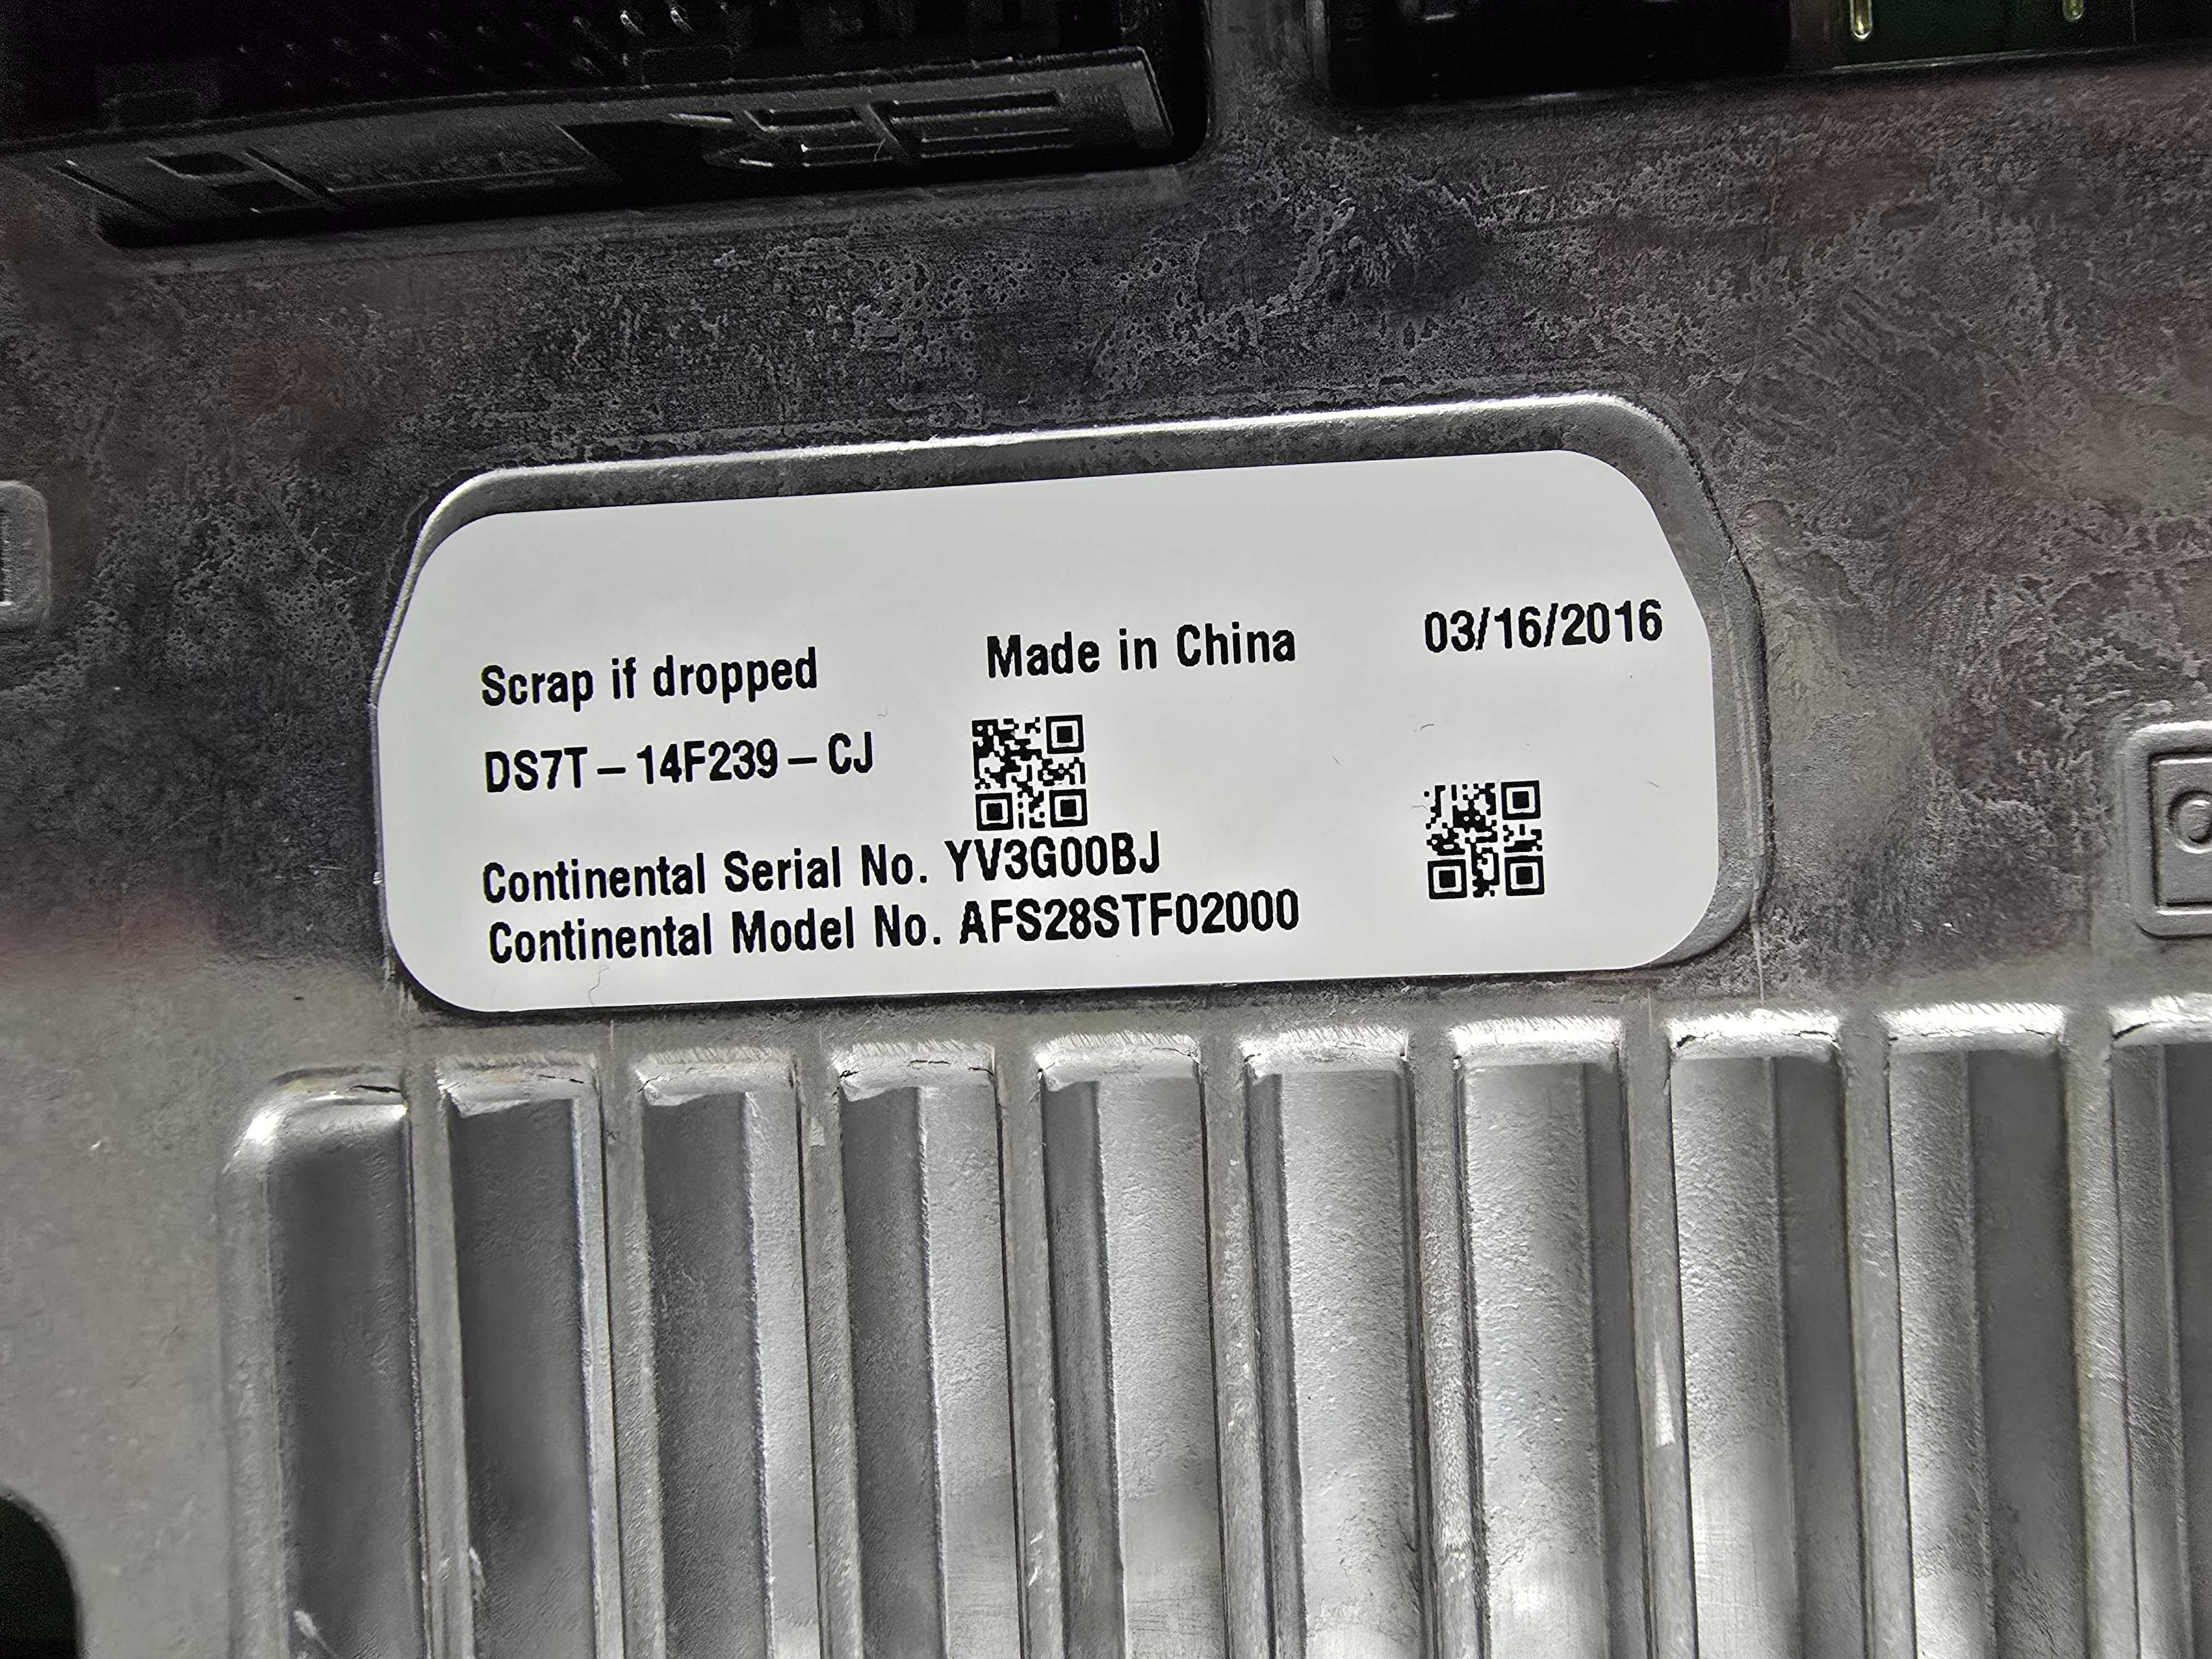 Scrap if dropped Made in China 03/16/2016
DS7T-14F239-CJ
Continental Serial No. YV3G00BJ
Continental Model No. AFS28STF02000